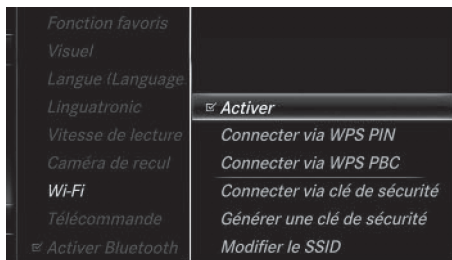 Fonction favoris
Visuel
Langue (Language
Linguatronic
Vitesse de lecture
Caméra de recul
Wi-Fi
Télécommande
Activer Bluetooth
Activer
Connecter via WPS PIN
Connecter via WPS PBC
Connecter via clé de sécurité
Générer une clé de sécurité
Modifier le SSID